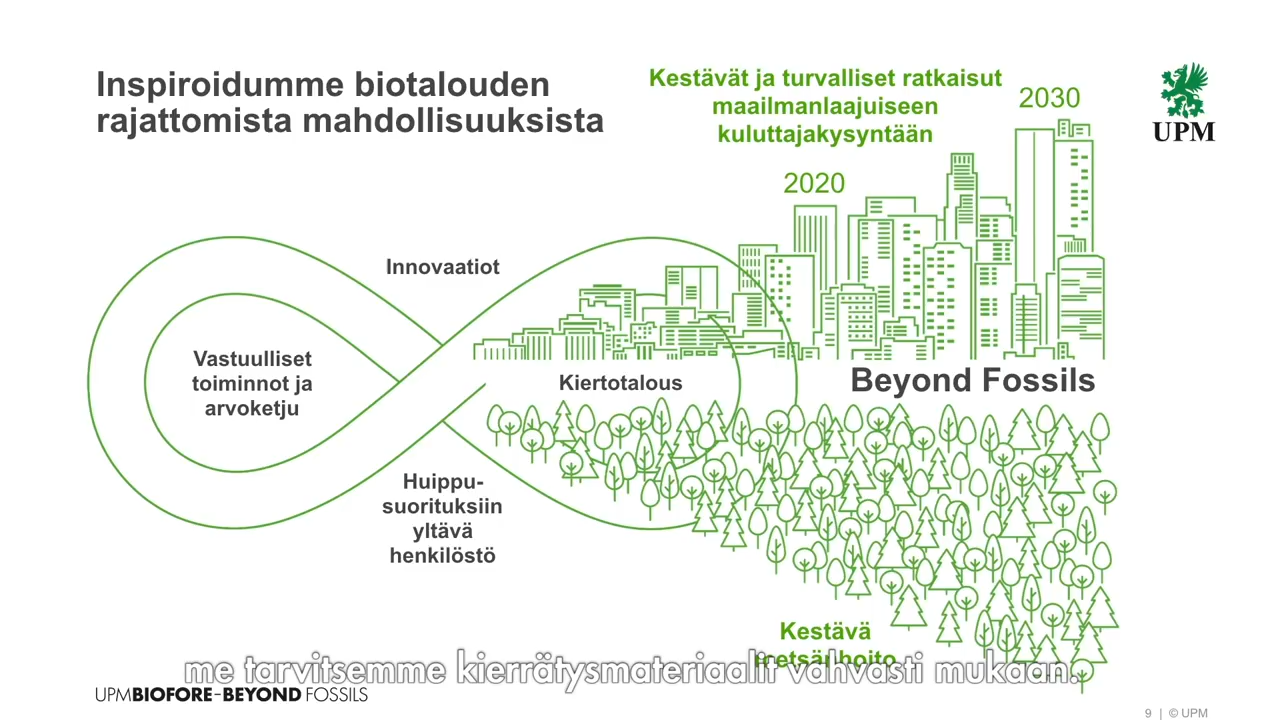 Inspiroidumme biotalouden
rajattomista mahdollisuuksista
Kestävät ja turvalliset ratkaisut
maailmanlaajuiseen
kuluttajakysyntään
2030
2020
UPM
Innovaatiot
Vastuulliset
toiminnot ja
arvoketju
Kiertotalous
Beyond Fossils
Huippu-
suorituksiin
yltävä
henkilöstö
Kestävä
metsänhoito
me tarvitsemme kierrätysmateriaalit vahvasti mukaan.
UPMBIOFORE–BEYOND FOSSILS
9 | © UPM